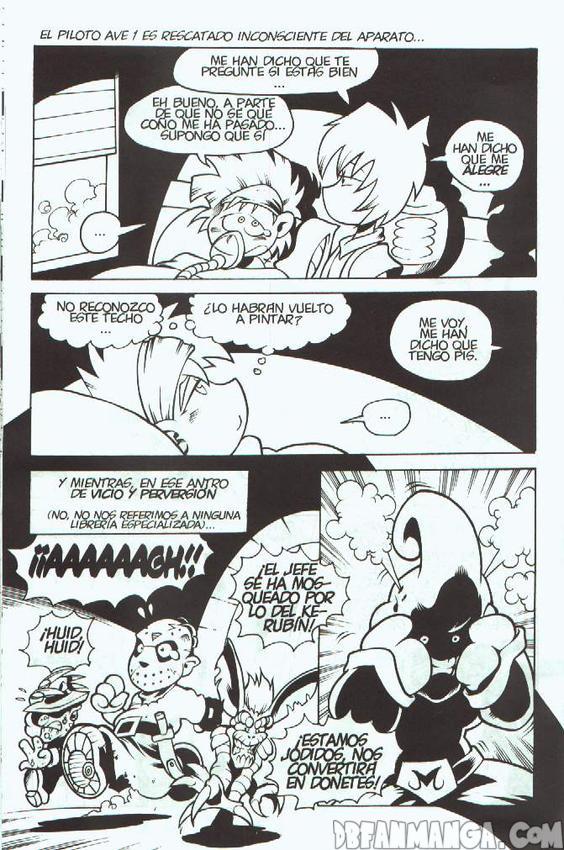 EL PILOTO AVE 1 ES RESCATADO INCONSCIENTE DEL APARATO...
ME HAN DICHO QUE TE
PREGUNTE SI ESTAS BIEN
...
EH BUENO, A PARTE
DE QUE NO SE QUE
COÑO ME HA PASADO...
SUPONGO QUE SÍ
ME
HAN DICHO
QUE ME
ALEGRE
...
...
NO RECONOZCO
ESTE TECHO
...
¿LO HABRÁN VUELTO
A PINTAR?
ME VOY,
ME HAN
DICHO QUE
TENGO PIS.
...
Y MIENTRAS, EN ESE ANTRO
DE VICIO Y PERVERSIÓN
(NO, NO NOS REFERIMOS A NINGUNA
LIBRERÍA ESPECIALIZADA)...
¡¡AAAAAAGH!!
¡EL JEFE
SE HA MOS-
QUEADO POR
LO DEL KE-
RUBÍN!
¡HUID,
HUID!
¡ESTAMOS
JODIDOS, NOS
CONVERTIRÁ
EN DONETES!
M
DBFANMANGA.COM